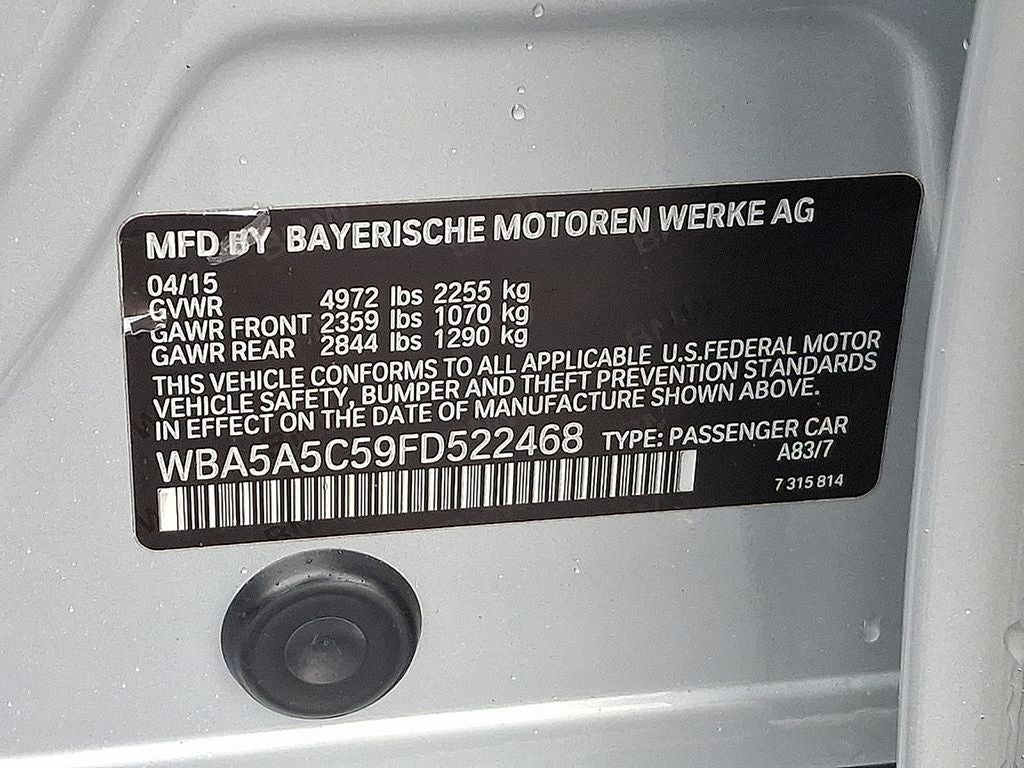 MFD BY BAYERISCHE MOTOREN WERKE AG
04/15
GVWR 4972 lbs 2255 kg
GAWR FRONT 2359 lbs 1070 kg
GAWR REAR 2844 lbs 1290 kg
THIS VEHICLE CONFORMS TO ALL APPLICABLE U.S.FEDERAL MOTOR
VEHICLE SAFETY, BUMPER AND THEFT PREVENTION STANDARDS
IN EFFECT ON THE DATE OF MANUFACTURE SHOWN ABOVE.
WBA5A5C59FD522468 TYPE: PASSENGER CAR
A83/7
7 315 814